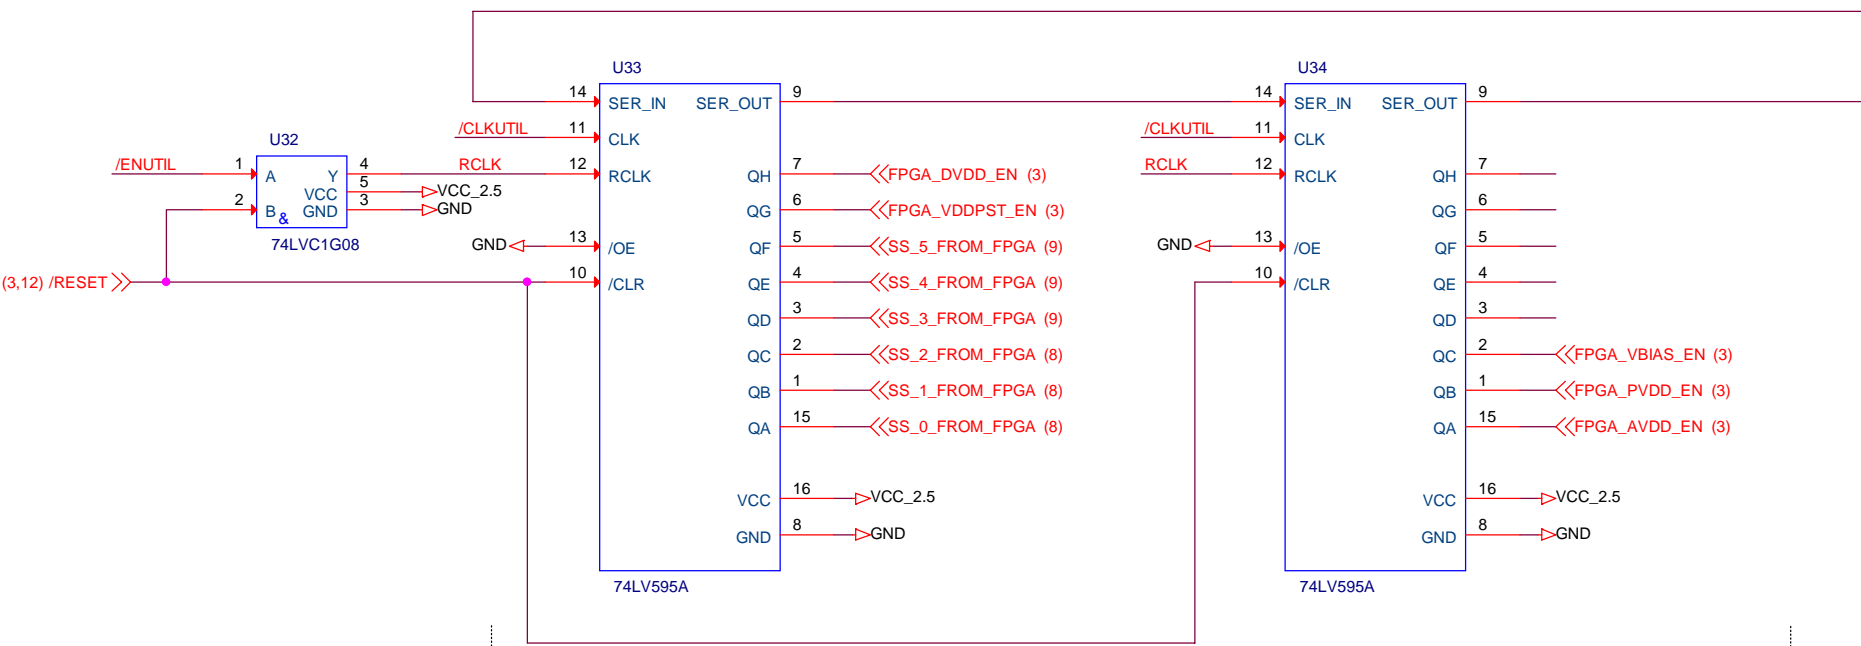 U33
U34
14 SER_IN SER_OUT 9
14 SER_IN SER_OUT 9
/CLKUTIL 11 CLK
/CLKUTIL 11 CLK
U32
/ENUTIL 1 A Y 4 RCLK 12 RCLK QH 7 FPGA_DVDD_EN (3)
RCLK 12 RCLK QH 7
VCC 5 VCC_2.5
2 B & GND 3 GND
QG 6 FPGA_VDDPST_EN (3)
QG 6
74LVC1G08
GND 13 /OE QF 5 SS_5_FROM_FPGA (9)
GND 13 /OE QF 5
(3,12) /RESET 10 /CLR QE 4 SS_4_FROM_FPGA (9)
10 /CLR QE 4
QD 3 SS_3_FROM_FPGA (9)
QD 3
QC 2 SS_2_FROM_FPGA (8)
QC 2 FPGA_VBIAS_EN (3)
QB 1 SS_1_FROM_FPGA (8)
QB 1 FPGA_PVDD_EN (3)
QA 15 SS_0_FROM_FPGA (8)
QA 15 FPGA_AVDD_EN (3)
VCC 16 VCC_2.5
VCC 16 VCC_2.5
GND 8 GND
GND 8 GND
74LV595A
74LV595A